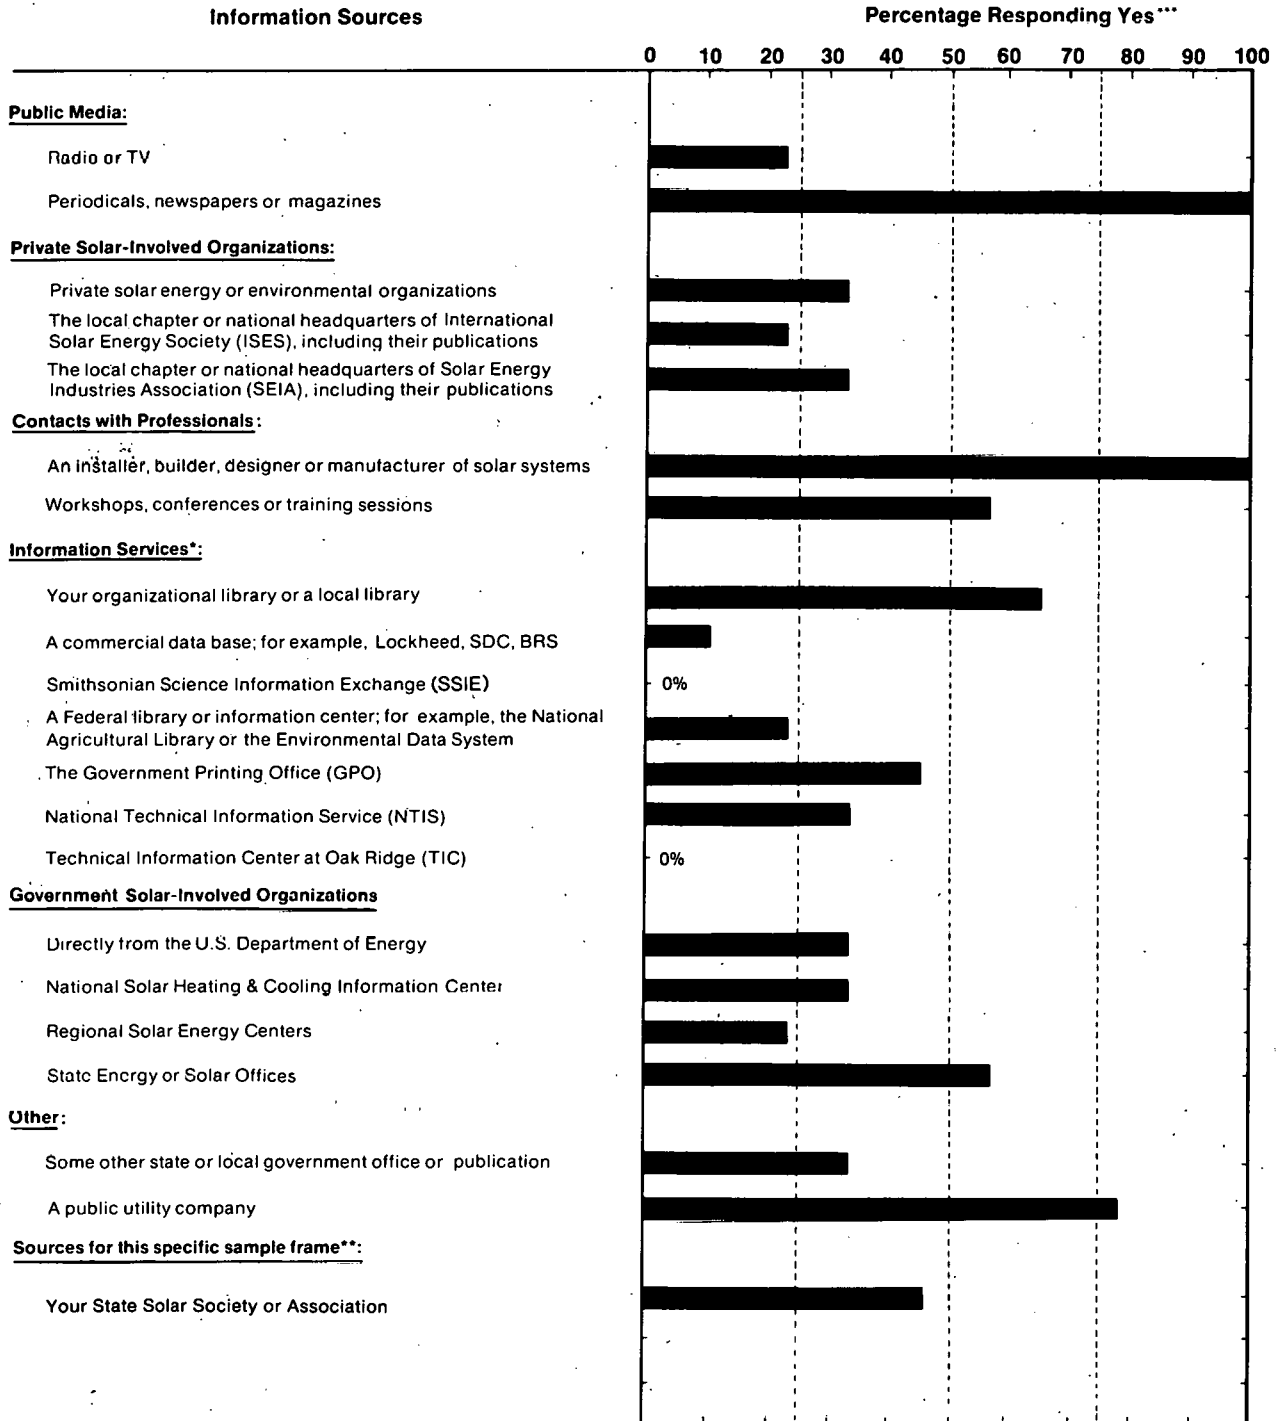 Information Sources
Percentage Responding Yes***
0 10 20 30 40 50 60 70 80 90 100
Public Media:
Radio or TV
Periodicals, newspapers or magazines
Private Solar-Involved Organizations:
Private solar energy or environmental organizations
The local chapter or national headquarters of International
Solar Energy Society (ISES), including their publications
The local chapter or national headquarters of Solar Energy
Industries Association (SEIA), including their publications
Contacts with Professionals:
An installer, builder, designer or manufacturer of solar systems
Workshops, conferences or training sessions
Information Services*:
Your organizational library or a local library
A commercial data base; for example, Lockheed, SDC, BRS
Smithsonian Science Information Exchange (SSIE)
0%
A Federal library or information center; for example, the National
Agricultural Library or the Environmental Data System
The Government Printing Office (GPO)
National Technical Information Service (NTIS)
Technical Information Center at Oak Ridge (TIC)
0%
Government Solar-Involved Organizations
Directly from the U.S. Department of Energy
National Solar Heating & Cooling Information Center
Regional Solar Energy Centers
State Energy or Solar Offices
Other:
Some other state or local government office or publication
A public utility company
Sources for this specific sample frame**:
Your State Solar Society or Association